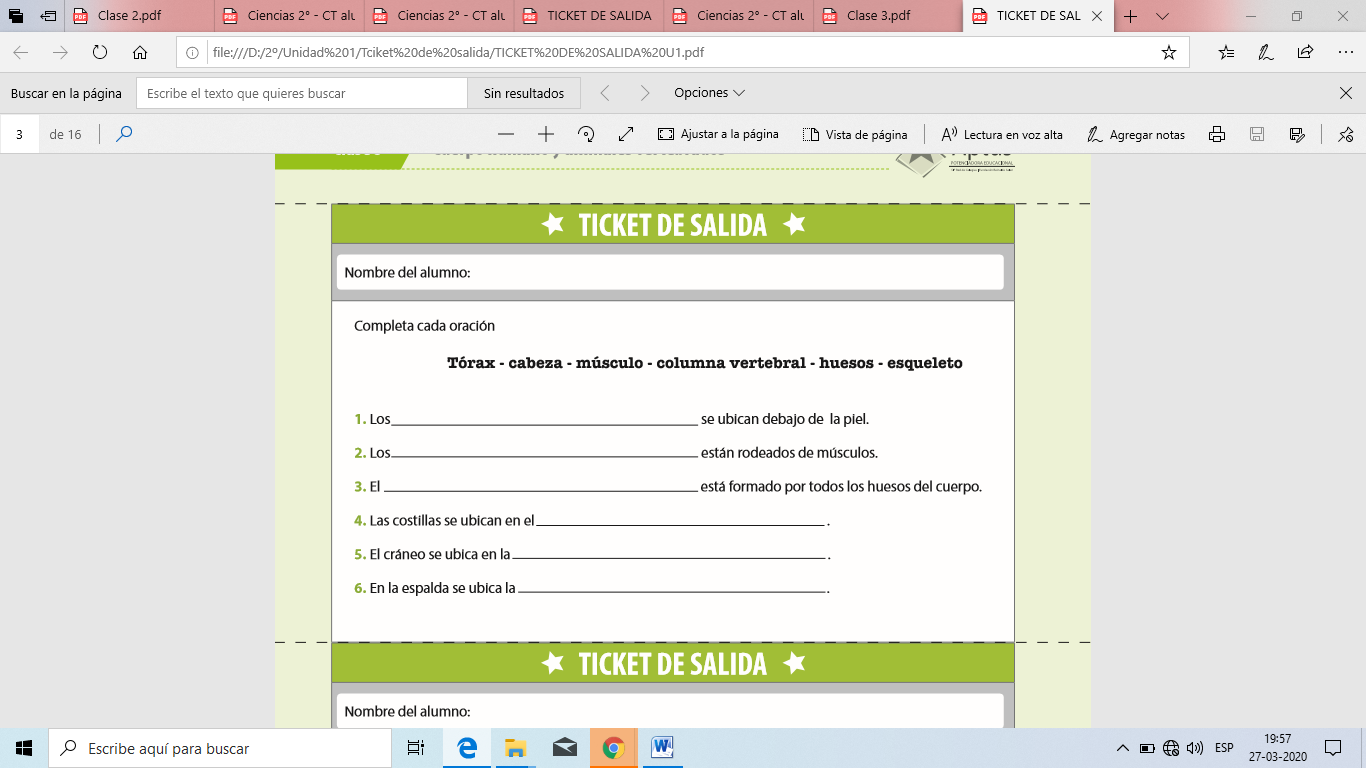 Clase 2.pdf
Ciencias 2° - CT alu
Ciencias 2° - CT alu
TICKET DE SALIDA
Ciencias 2° - CT alu
Clase 3.pdf
TICKET DE SAL
file:///D:/2º/Unidad%201/Tciket%20de%20salida/TICKET%20DE%20SALIDA%20U1.pdf
Buscar en la página
Escribe el texto que quieres buscar
Sin resultados
Opciones
3 de 16
Ajustar a la página
Vista de página
Lectura en voz alta
Agregar notas
TICKET DE SALIDA
Nombre del alumno:
Completa cada oración
Tórax - cabeza - músculo - columna vertebral - huesos - esqueleto
1. Los se ubican debajo de la piel.
2. Los están rodeados de músculos.
3. El está formado por todos los huesos del cuerpo.
4. Las costillas se ubican en el .
5. El cráneo se ubica en la .
6. En la espalda se ubica la .
TICKET DE SALIDA
Nombre del alumno:
Escribe aquí para buscar
ESP
19:57
27-03-2020